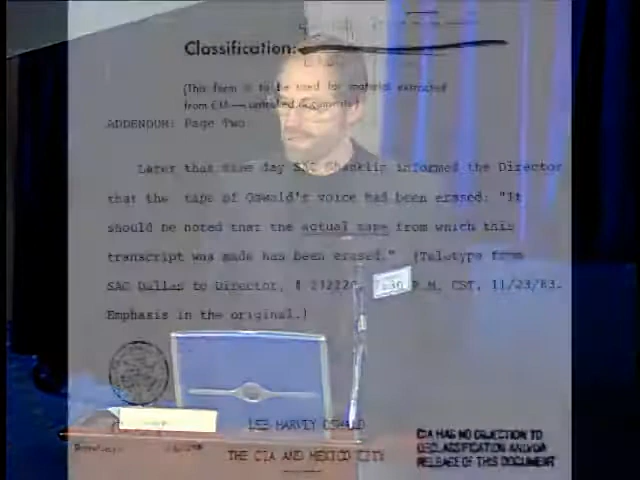 Classification:
(This form is to be used for material extracted
from CIA—controlled documents.)
ADDENDUM: Page Two
Later that same day SAC Shanklin informed the Director
that the tape of Oswald's voice had been erased: "It
should be noted that the actual tape from which this
transcript was made has been erased." (Teletype from
SAC Dallas to Director, # 212220, 7:30 P.M. CST, 11/23/63.
Emphasis in the original.)
LEE HARVEY OSWALD
THE CIA AND MEXICO CITY
CIA HAS NO OBJECTION TO
DECLASSIFICATION AND/OR
RELEASE OF THIS DOCUMENT